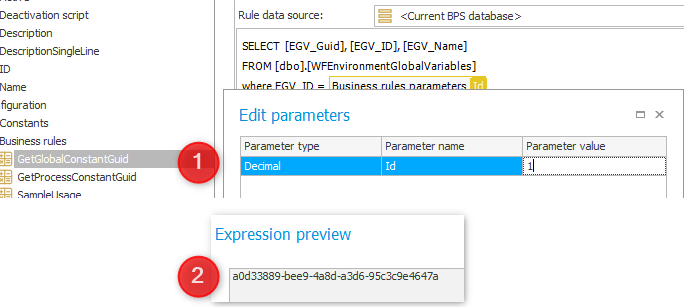 Deactivation script
Description
DescriptionSingleLine
ID
Name
figuration
Constants
Business rules
GetGlobalConstantGuid
GetProcessConstantGuid
SampleUsage
Rule data source:
<Current BPS database>
SELECT [EGV_Guid], [EGV_ID], [EGV_Name]
FROM [dbo].[WFEnvironmentGlobalVariables]
where EGV_ID = Business rules parameters Id
1
Edit parameters
Parameter type Parameter name Parameter value
Decimal Id 1
Expression preview
2
a0d33889-bee9-4a8d-a3d6-95c3c9e4647a